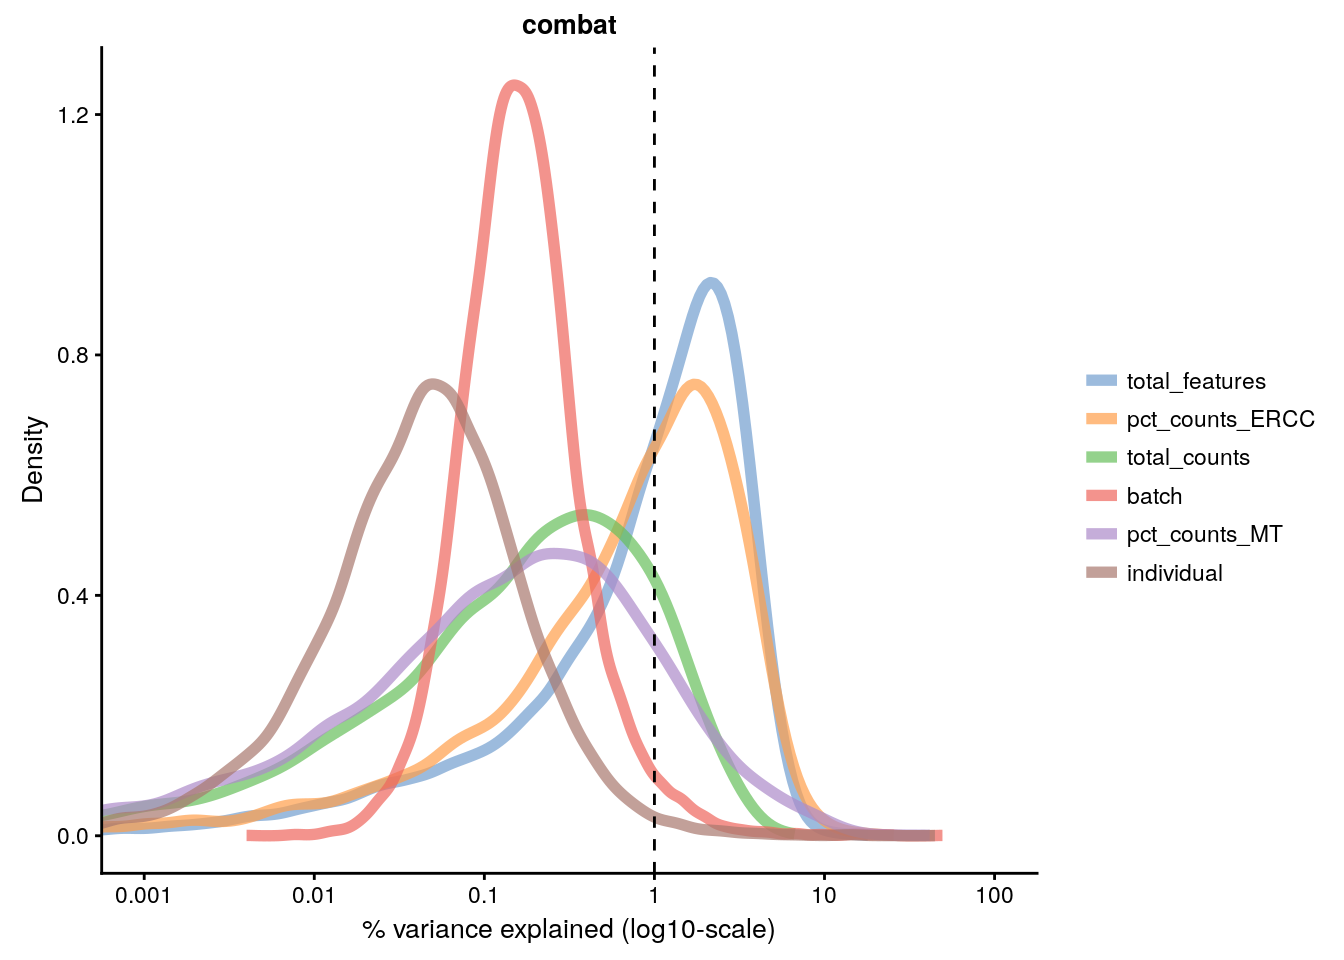 combat
1.2
0.8
0.4
0.0
Density
0.001 0.01 0.1 1 10 100
% variance explained (log10-scale)
total_features
pct_counts_ERCC
total_counts
batch
pct_counts_MT
individual